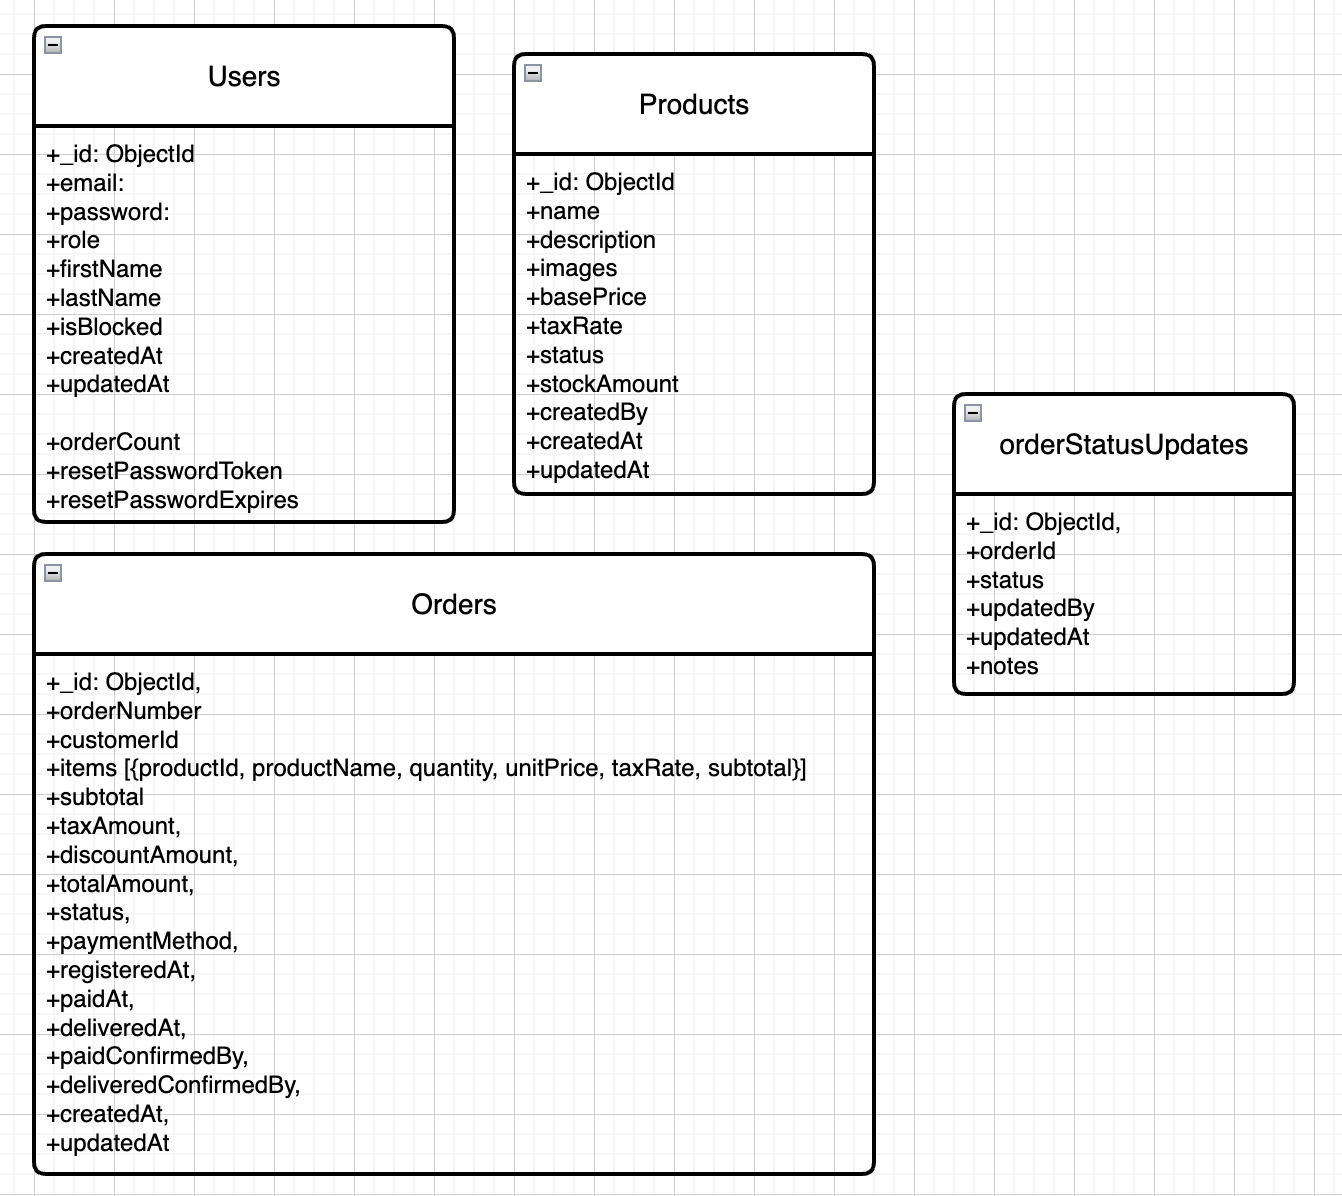 Users
+_id: ObjectId
+email:
+password:
+role
+firstName
+lastName
+isBlocked
+createdAt
+updatedAt
+orderCount
+resetPasswordToken
+resetPasswordExpires
Products
+_id: ObjectId
+name
+description
+images
+basePrice
+taxRate
+status
+stockAmount
+createdBy
+createdAt
+updatedAt
orderStatusUpdates
+_id: ObjectId,
+orderId
+status
+updatedBy
+updatedAt
+notes
Orders
+_id: ObjectId,
+orderNumber
+customerId
+items [{productId, productName, quantity, unitPrice, taxRate, subtotal}]
+subtotal
+taxAmount,
+discountAmount,
+totalAmount,
+status,
+paymentMethod,
+registeredAt,
+paidAt,
+deliveredAt,
+paidConfirmedBy,
+deliveredConfirmedBy,
+createdAt,
+updatedAt